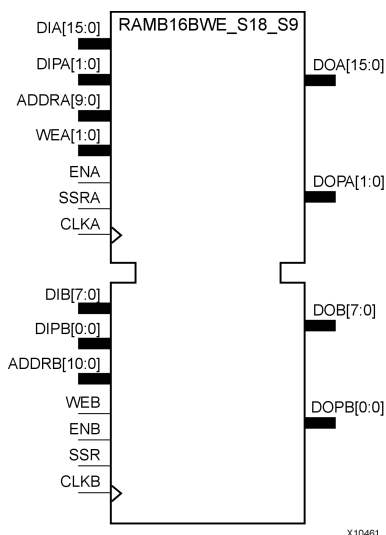 RAMB16BWE_S18_S9
DIA[15:0]
DIPA[1:0]
ADDRA[9:0]
WEA[1:0]
ENA
SSRA
CLKA
DOA[15:0]
DOPA[1:0]
DIB[7:0]
DIPB[0:0]
ADDRB[10:0]
WEB
ENB
SSR
CLKB
DOB[7:0]
DOPB[0:0]
X10461